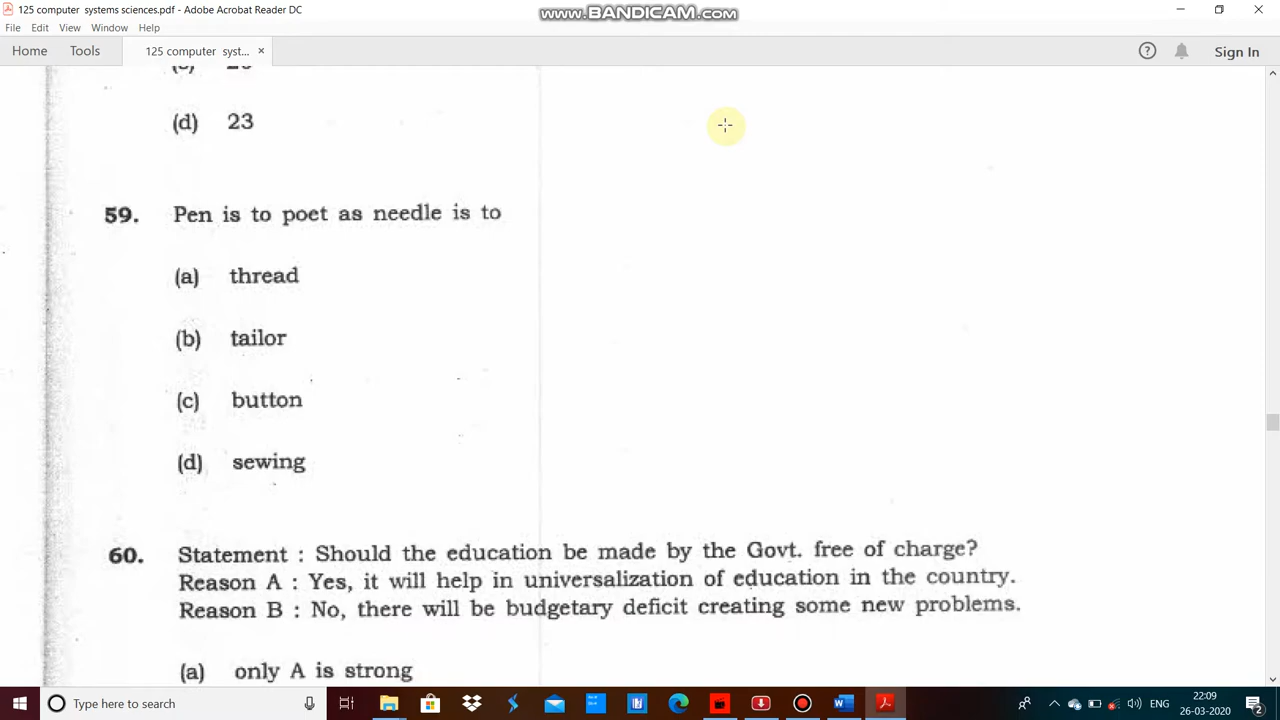 125 computer systems sciences.pdf - Adobe Acrobat Reader DC
www.BANDICAM.com
File Edit View Window Help
Home Tools 125 computer syst... × Sign In
(d) 23
59. Pen is to poet as needle is to
(a) thread
(b) tailor
(c) button
(d) sewing
60. Statement : Should the education be made by the Govt. free of charge?
Reason A : Yes, it will help in universalization of education in the country.
Reason B : No, there will be budgetary deficit creating some new problems.
(a) only A is strong
Type here to search
ENG
22:09
26-03-2020